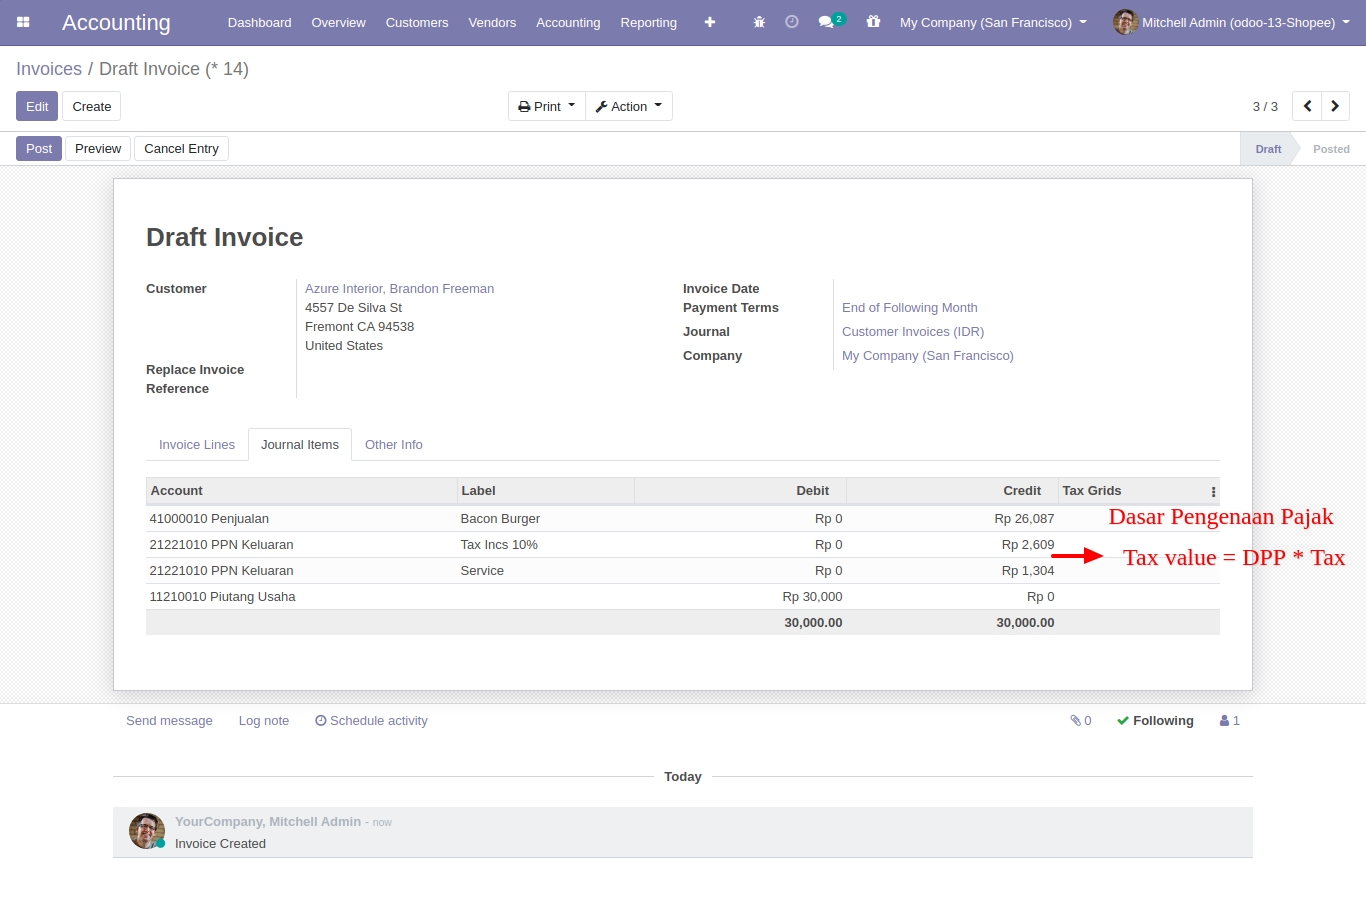 Accounting Dashboard Overview Customers Vendors Accounting Reporting 2 My Company (San Francisco) Mitchell Admin (odoo-13-Shopee)
Invoices / Draft Invoice (* 14)
Edit Create Print Action 3 / 3
Post Preview Cancel Entry Draft Posted
Draft Invoice
Customer Azure Interior, Brandon Freeman Invoice Date
4557 De Silva St Payment Terms End of Following Month
Fremont CA 94538 Journal Customer Invoices (IDR)
United States Company My Company (San Francisco)
Replace Invoice
Reference
Invoice Lines Journal Items Other Info
Account Label Debit Credit Tax Grids
41000010 Penjualan Bacon Burger Rp 0 Rp 26,087 Dasar Pengenaan Pajak
21221010 PPN Keluaran Tax Incs 10% Rp 0 Rp 2,609 Tax value = DPP * Tax
21221010 PPN Keluaran Service Rp 0 Rp 1,304
11210010 Piutang Usaha Rp 30,000 Rp 0
30,000.00 30,000.00
Send message Log note Schedule activity 0 Following 1
Today
YourCompany, Mitchell Admin - now
Invoice Created